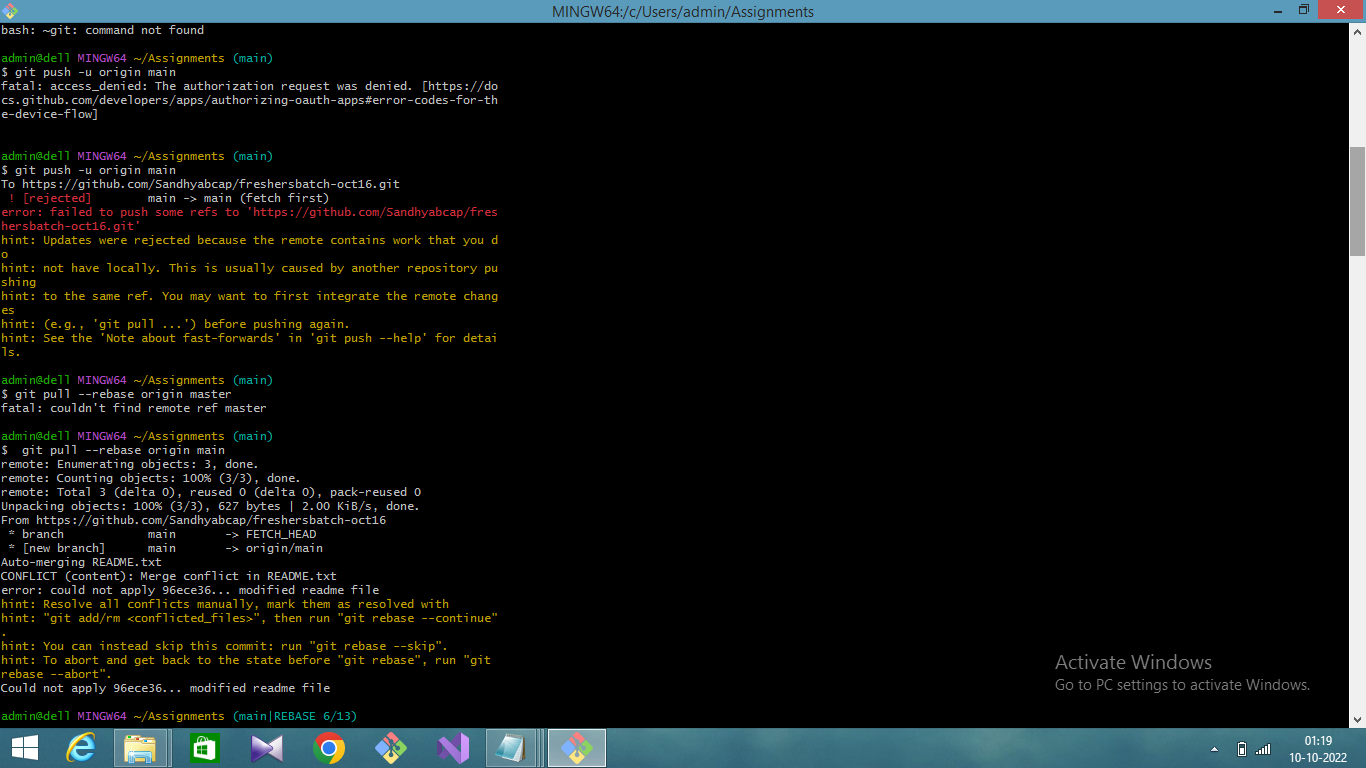 MINGW64:/c/Users/admin/Assignments
bash: ~git: command not found
admin@dell MINGW64 ~/Assignments (main)
$ git push -u origin main
fatal: access_denied: The authorization request was denied. [https://do
cs.github.com/developers/apps/authorizing-oauth-apps#error-codes-for-th
e-device-flow]
admin@dell MINGW64 ~/Assignments (main)
$ git push -u origin main
To https://github.com/Sandhyabcap/freshersbatch-oct16.git
 ! [rejected]        main -> main (fetch first)
error: failed to push some refs to 'https://github.com/Sandhyabcap/fres
hersbatch-oct16.git'
hint: Updates were rejected because the remote contains work that you d
o
hint: not have locally. This is usually caused by another repository pu
shing
hint: to the same ref. You may want to first integrate the remote chang
es
hint: (e.g., 'git pull ...') before pushing again.
hint: See the 'Note about fast-forwards' in 'git push --help' for detai
ls.
admin@dell MINGW64 ~/Assignments (main)
$ git pull --rebase origin master
fatal: couldn't find remote ref master
admin@dell MINGW64 ~/Assignments (main)
$  git pull --rebase origin main
remote: Enumerating objects: 3, done.
remote: Counting objects: 100% (3/3), done.
remote: Total 3 (delta 0), reused 0 (delta 0), pack-reused 0
Unpacking objects: 100% (3/3), 627 bytes | 2.00 KiB/s, done.
From https://github.com/Sandhyabcap/freshersbatch-oct16
 * branch            main       -> FETCH_HEAD
 * [new branch]      main       -> origin/main
Auto-merging README.txt
CONFLICT (content): Merge conflict in README.txt
error: could not apply 96ece36... modified readme file
hint: Resolve all conflicts manually, mark them as resolved with
hint: "git add/rm <conflicted_files>", then run "git rebase --continue"
.
hint: You can instead skip this commit: run "git rebase --skip".
hint: To abort and get back to the state before "git rebase", run "git
rebase --abort".
Could not apply 96ece36... modified readme file
admin@dell MINGW64 ~/Assignments (main|REBASE 6/13)
Activate Windows
Go to PC settings to activate Windows.
01:19
10-10-2022